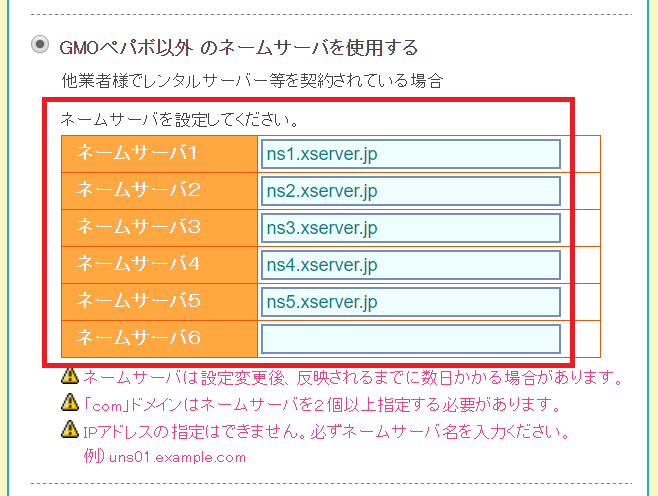 GMOペパボ以外 のネームサーバを使用する
他業者様でレンタルサーバー等を契約されている場合
ネームサーバを設定してください。
ネームサーバ1 ns1.xserver.jp
ネームサーバ2 ns2.xserver.jp
ネームサーバ3 ns3.xserver.jp
ネームサーバ4 ns4.xserver.jp
ネームサーバ5 ns5.xserver.jp
ネームサーバ6
ネームサーバは設定変更後、反映されるまでに数日かかる場合があります。
「com」ドメインはネームサーバを2個以上指定する必要があります。
IPアドレスの指定はできません。必ずネームサーバ名を入力ください。
例) uns01.example.com